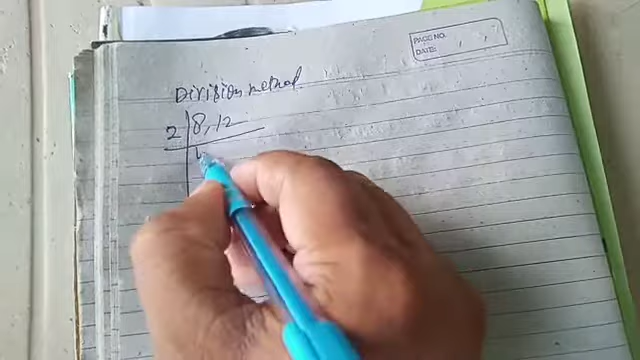 PAGE NO.
DATE: , ,
Division method
2 8, 12